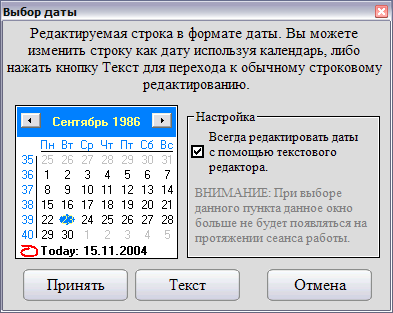 Выбор даты
Редактируемая строка в формате даты. Вы можете
изменить строку как дату используя календарь, либо
нажать кнопку Текст для перехода к обычному строковому
редактированию.
Сентябрь 1986
Пн Вт Ср Чт Пт Сб Вс
35 25 26 27 28 29 30 31
36 1 2 3 4 5 6 7
37 8 9 10 11 12 13 14
38 15 16 17 18 19 20 21
39 22 23 24 25 26 27 28
40 29 30 1 2 3 4 5
Today: 15.11.2004
Настройка
Всегда редактировать даты
с помощью текстового
редактора.
ВНИМАНИЕ: При выборе
данного пункта данное окно
больше не будет появляться на
протяжении сеанса работы.
Принять Текст Отмена